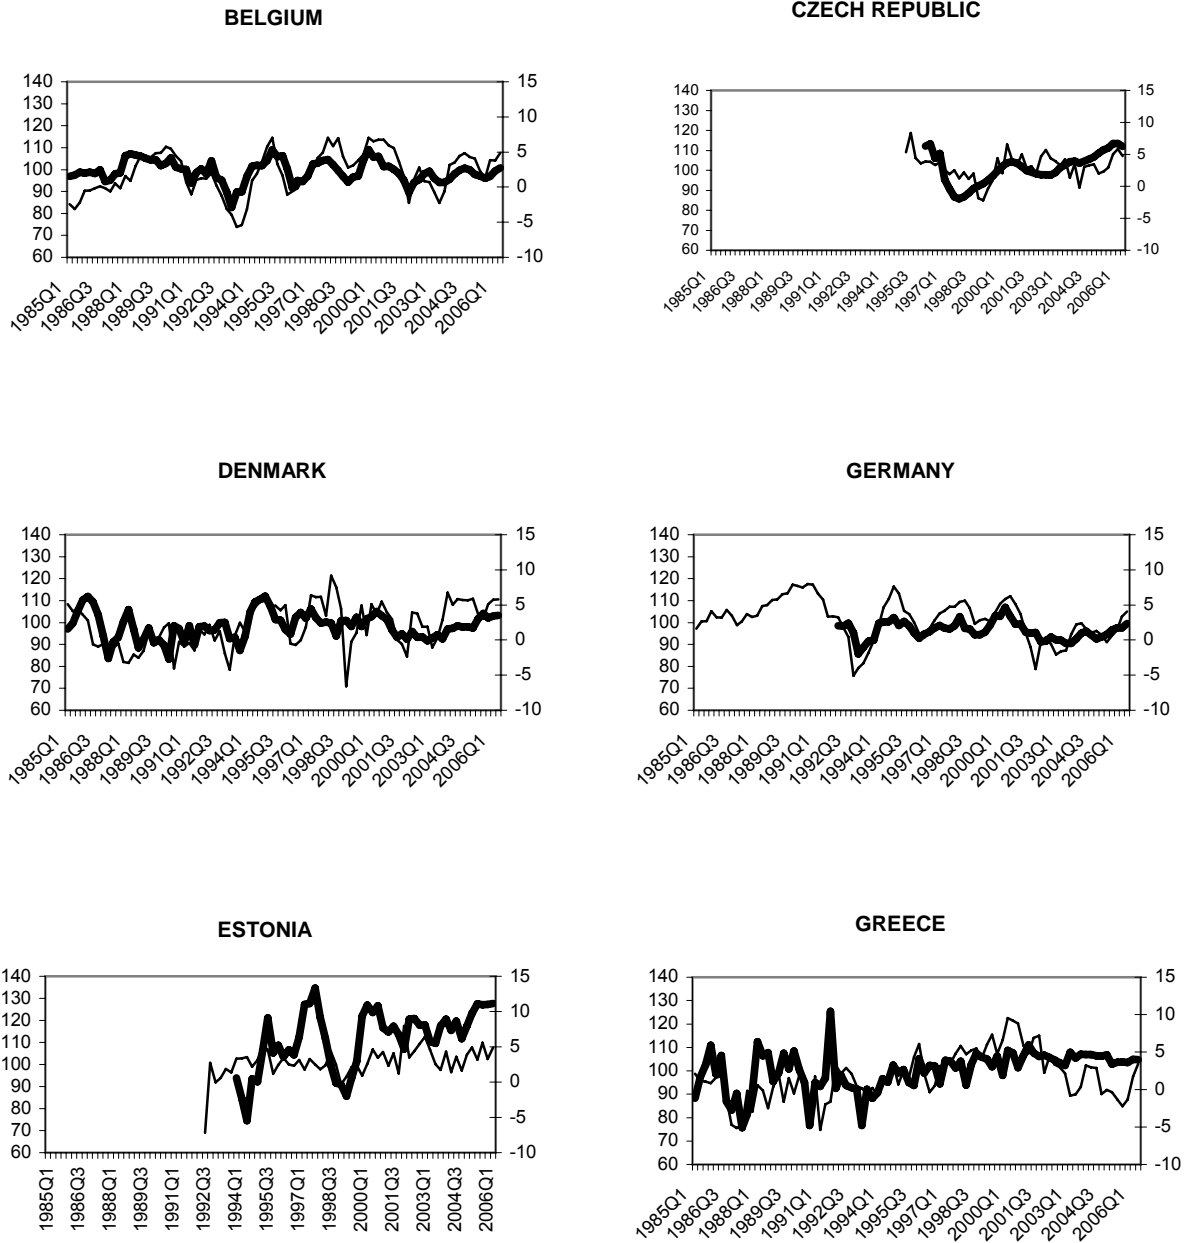 BELGIUM
140
130
120
110
100
90
80
70
60
15
10
5
0
-5
-10
1985Q1
1986Q3
1988Q1
1989Q3
1991Q1
1992Q3
1994Q1
1995Q3
1997Q1
1998Q3
2000Q1
2001Q3
2003Q1
2004Q3
2006Q1
CZECH REPUBLIC
140
130
120
110
100
90
80
70
60
15
10
5
0
-5
-10
1985Q1
1986Q3
1988Q1
1989Q3
1991Q1
1992Q3
1994Q1
1995Q3
1997Q1
1998Q3
2000Q1
2001Q3
2003Q1
2004Q3
2006Q1
DENMARK
140
130
120
110
100
90
80
70
60
15
10
5
0
-5
-10
1985Q1
1986Q3
1988Q1
1989Q3
1991Q1
1992Q3
1994Q1
1995Q3
1997Q1
1998Q3
2000Q1
2001Q3
2003Q1
2004Q3
2006Q1
GERMANY
140
130
120
110
100
90
80
70
60
15
10
5
0
-5
-10
1985Q1
1986Q3
1988Q1
1989Q3
1991Q1
1992Q3
1994Q1
1995Q3
1997Q1
1998Q3
2000Q1
2001Q3
2003Q1
2004Q3
2006Q1
ESTONIA
140
130
120
110
100
90
80
70
60
15
10
5
0
-5
-10
1985Q1
1986Q3
1988Q1
1989Q3
1991Q1
1992Q3
1994Q1
1995Q3
1997Q1
1998Q3
2000Q1
2001Q3
2003Q1
2004Q3
2006Q1
GREECE
140
130
120
110
100
90
80
70
60
15
10
5
0
-5
-10
1985Q1
1986Q3
1988Q1
1989Q3
1991Q1
1992Q3
1994Q1
1995Q3
1997Q1
1998Q3
2000Q1
2001Q3
2003Q1
2004Q3
2006Q1